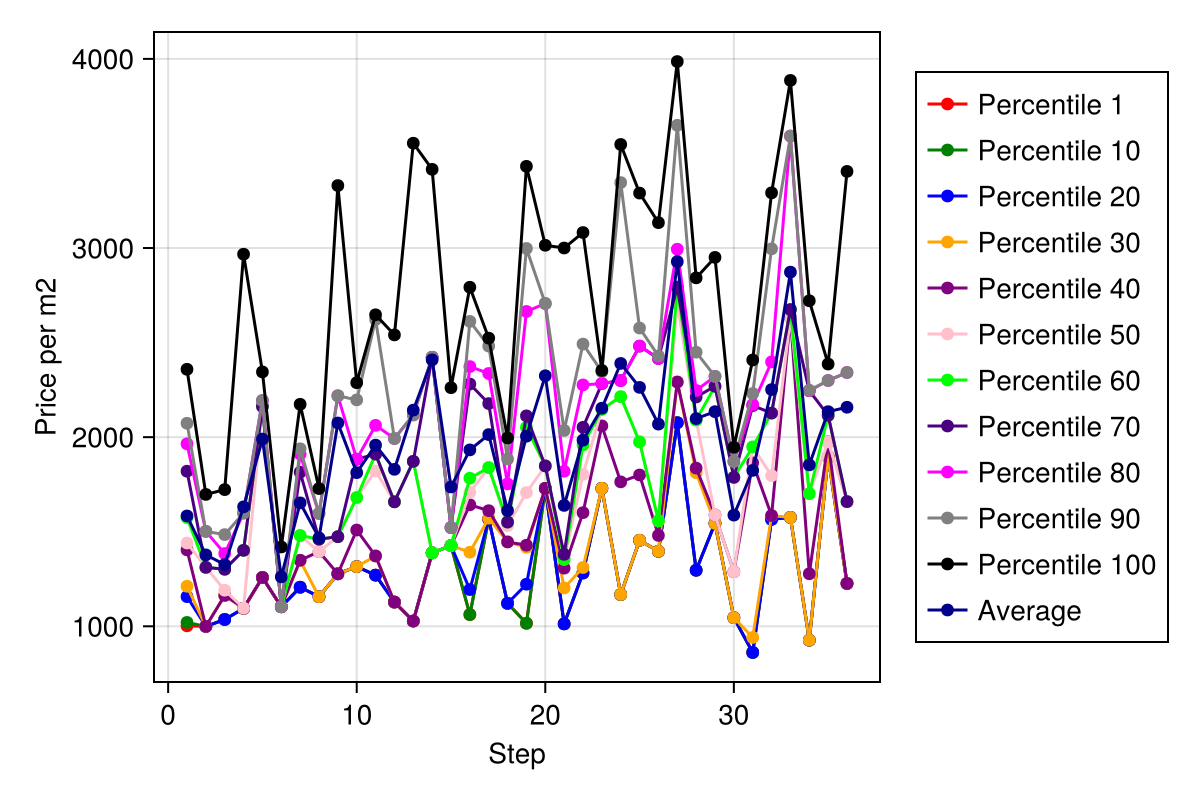 4000
3000
2000
1000
Price per m2
0 10 20 30
Step
Percentile 1
Percentile 10
Percentile 20
Percentile 30
Percentile 40
Percentile 50
Percentile 60
Percentile 70
Percentile 80
Percentile 90
Percentile 100
Average